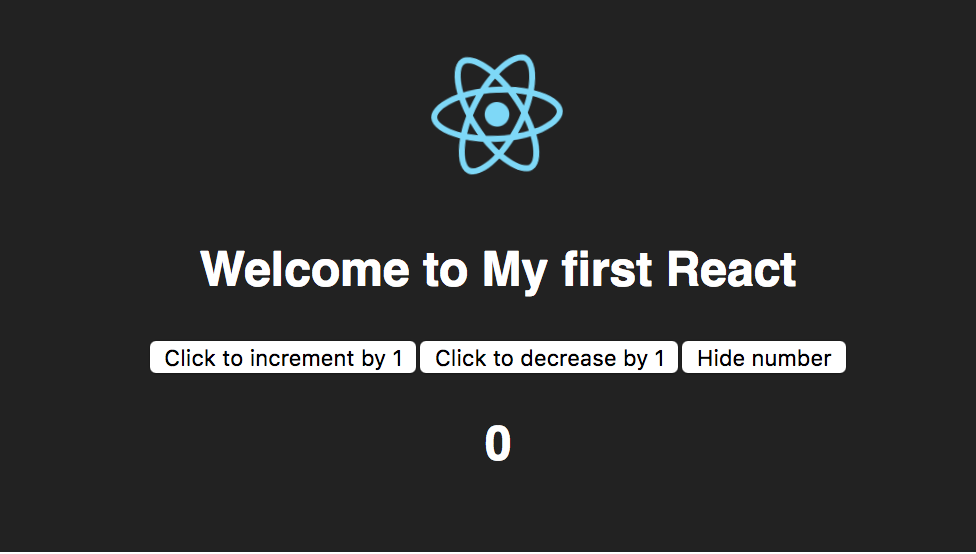 Welcome to My first React
Click to increment by 1 Click to decrease by 1 Hide number
0